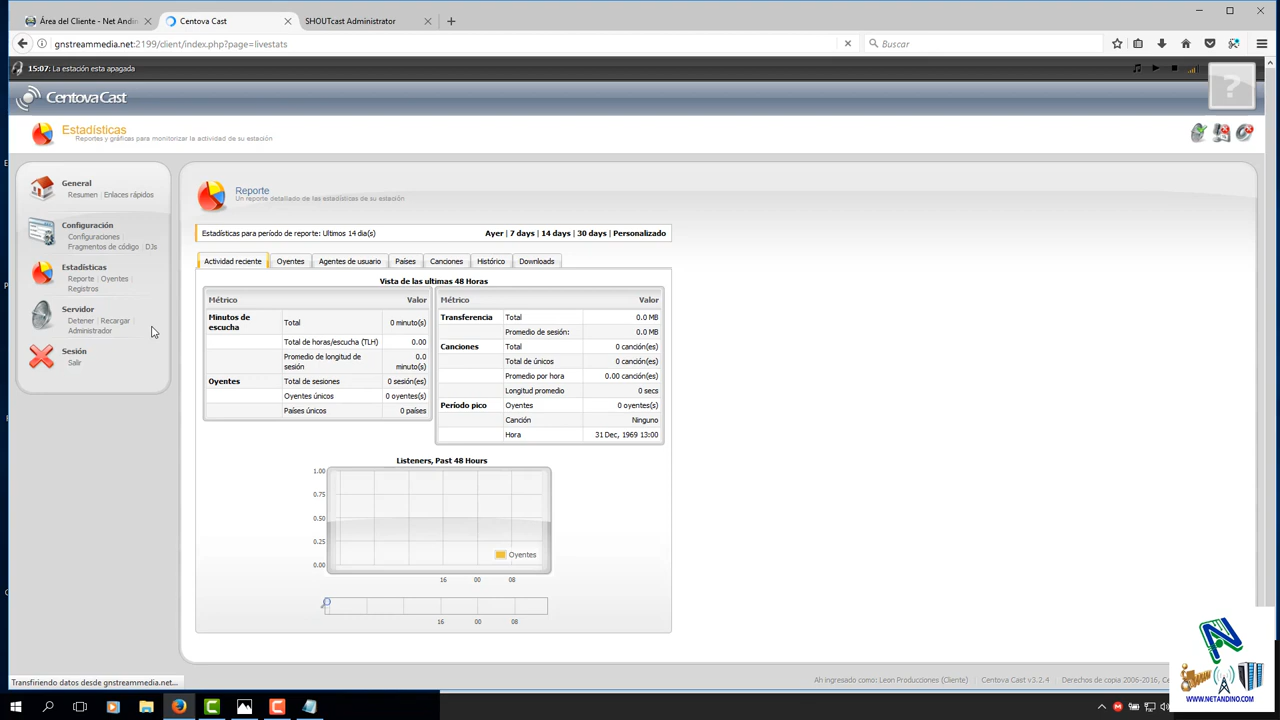 Área del Cliente - Net Andin
Centova Cast
SHOUTcast Administrator
gnstreammedia.net:2199/client/index.php?page=livestats
Buscar
15:07: La estación esta apagada
CentovaCast
Estadísticas
Reportes y gráficas para monitorizar la actividad de su estación
General
Resumen | Enlaces rápidos
Configuración
Configuraciones |
Fragmentos de código | DJs
Estadísticas
Reporte | Oyentes |
Registros
Servidor
Detener | Recargar |
Administrador
Sesión
Salir
Reporte
Un reporte detallado de las estadísticas de su estación
Estadísticas para período de reporte: Ultimos 14 dia(s)
Ayer | 7 days | 14 days | 30 days | Personalizado
Actividad reciente
Oyentes
Agentes de usuario
Países
Canciones
Histórico
Downloads
Vista de las ultimas 48 Horas
Métrico Valor
Minutos de escucha Total 0 minuto(s)
Total de horas/escucha (TLH) 0.00
Promedio de longitud de sesión 0.0 minuto(s)
Oyentes Total de sesiones 0 sesión(es)
Oyentes únicos 0 oyentes(s)
Países únicos 0 países
Métrico Valor
Transferencia Total 0.0 MB
Promedio de sesión: 0.0 MB
Canciones Total 0 canción(es)
Total de únicos 0 canción(es)
Promedio por hora 0.00 canción(es)
Longitud promedio 0 secs
Período pico Oyentes 0 oyentes(s)
Canción Ninguno
Hora 31 Dec, 1969 13:00
Listeners, Past 48 Hours
1.00
0.75
0.50
0.25
0.00
Oyentes
16 00 08
16 00 08
Transfiriendo datos desde gnstreammedia.net...
Ah ingresado como: Leon Producciones (Cliente)
Centova Cast v3.2.4
Derechos de copia 2006-2016, Ce
WWW.NETANDINO.COM